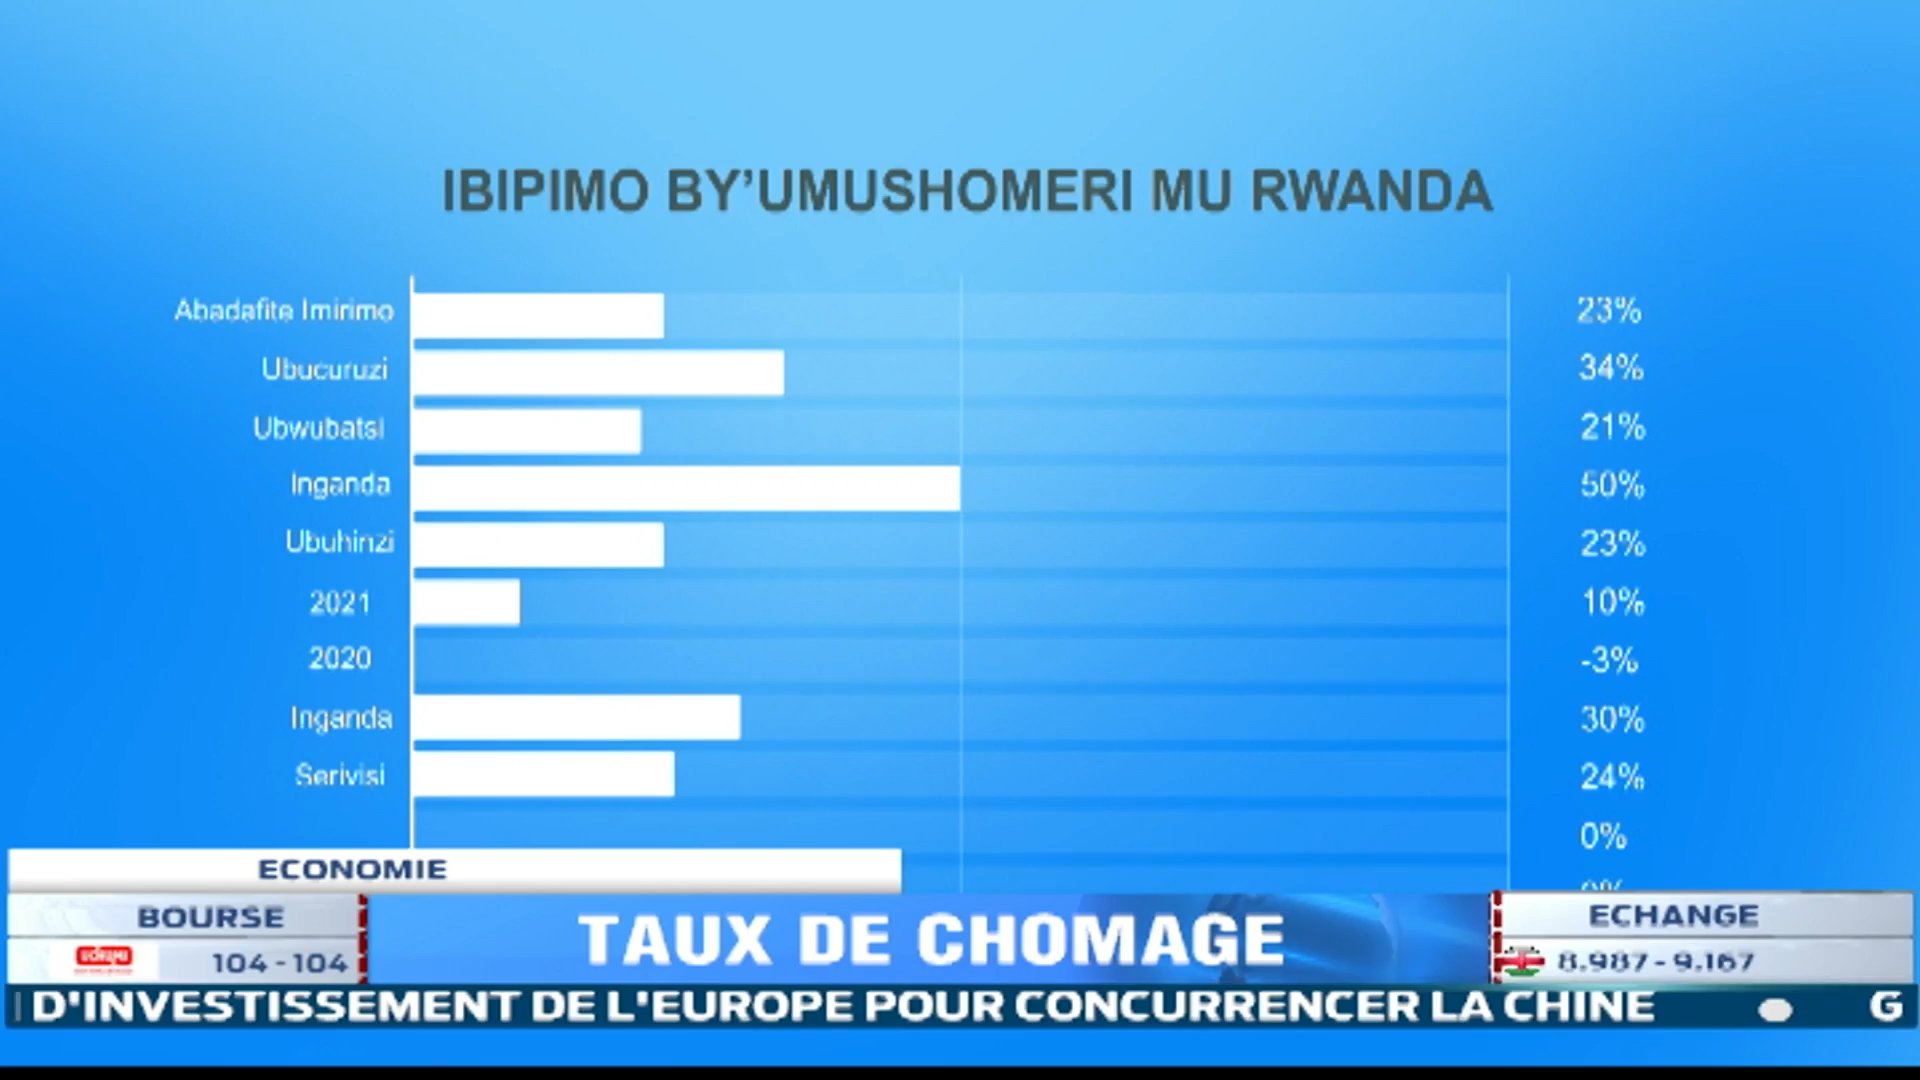 IBIPIMO BY’UMUSHOMERI MU RWANDA
Abadafite Imirimo 23%
Ubucuruzi 34%
Ubwubatsi 21%
Inganda 50%
Ubuhinzi 23%
2021 10%
2020 -3%
Inganda 30%
Serivisi 24%
0%
ECONOMIE
BOURSE
TAUX DE CHOMAGE
ECHANGE
104 - 104
8.987 - 9.167
D'INVESTISSEMENT DE L'EUROPE POUR CONCURRENCER LA CHINE
G